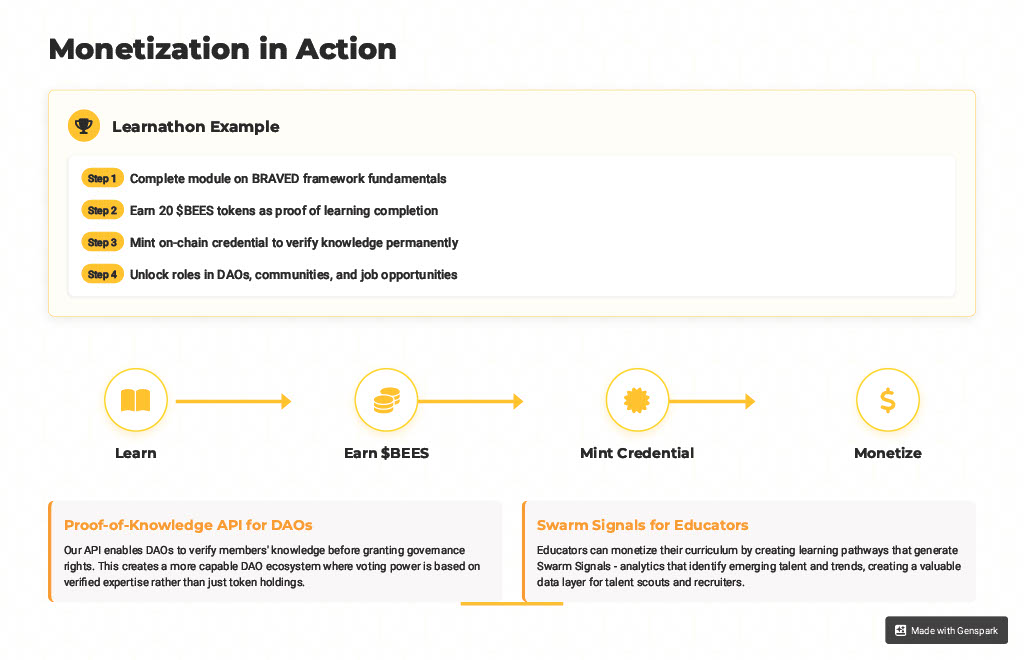 Monetization in Action
Learnathon Example
Step 1 Complete module on BRAVED framework fundamentals
Step 2 Earn 20 $BEES tokens as proof of learning completion
Step 3 Mint on-chain credential to verify knowledge permanently
Step 4 Unlock roles in DAOs, communities, and job opportunities
Learn
Earn $BEES
Mint Credential
Monetize
Proof-of-Knowledge API for DAOs
Our API enables DAOs to verify members' knowledge before granting governance
rights. This creates a more capable DAO ecosystem where voting power is based on
verified expertise rather than just token holdings.
Swarm Signals for Educators
Educators can monetize their curriculum by creating learning pathways that generate
Swarm Signals - analytics that identify emerging talent and trends, creating a valuable
data layer for talent scouts and recruiters.
Made with Genspark